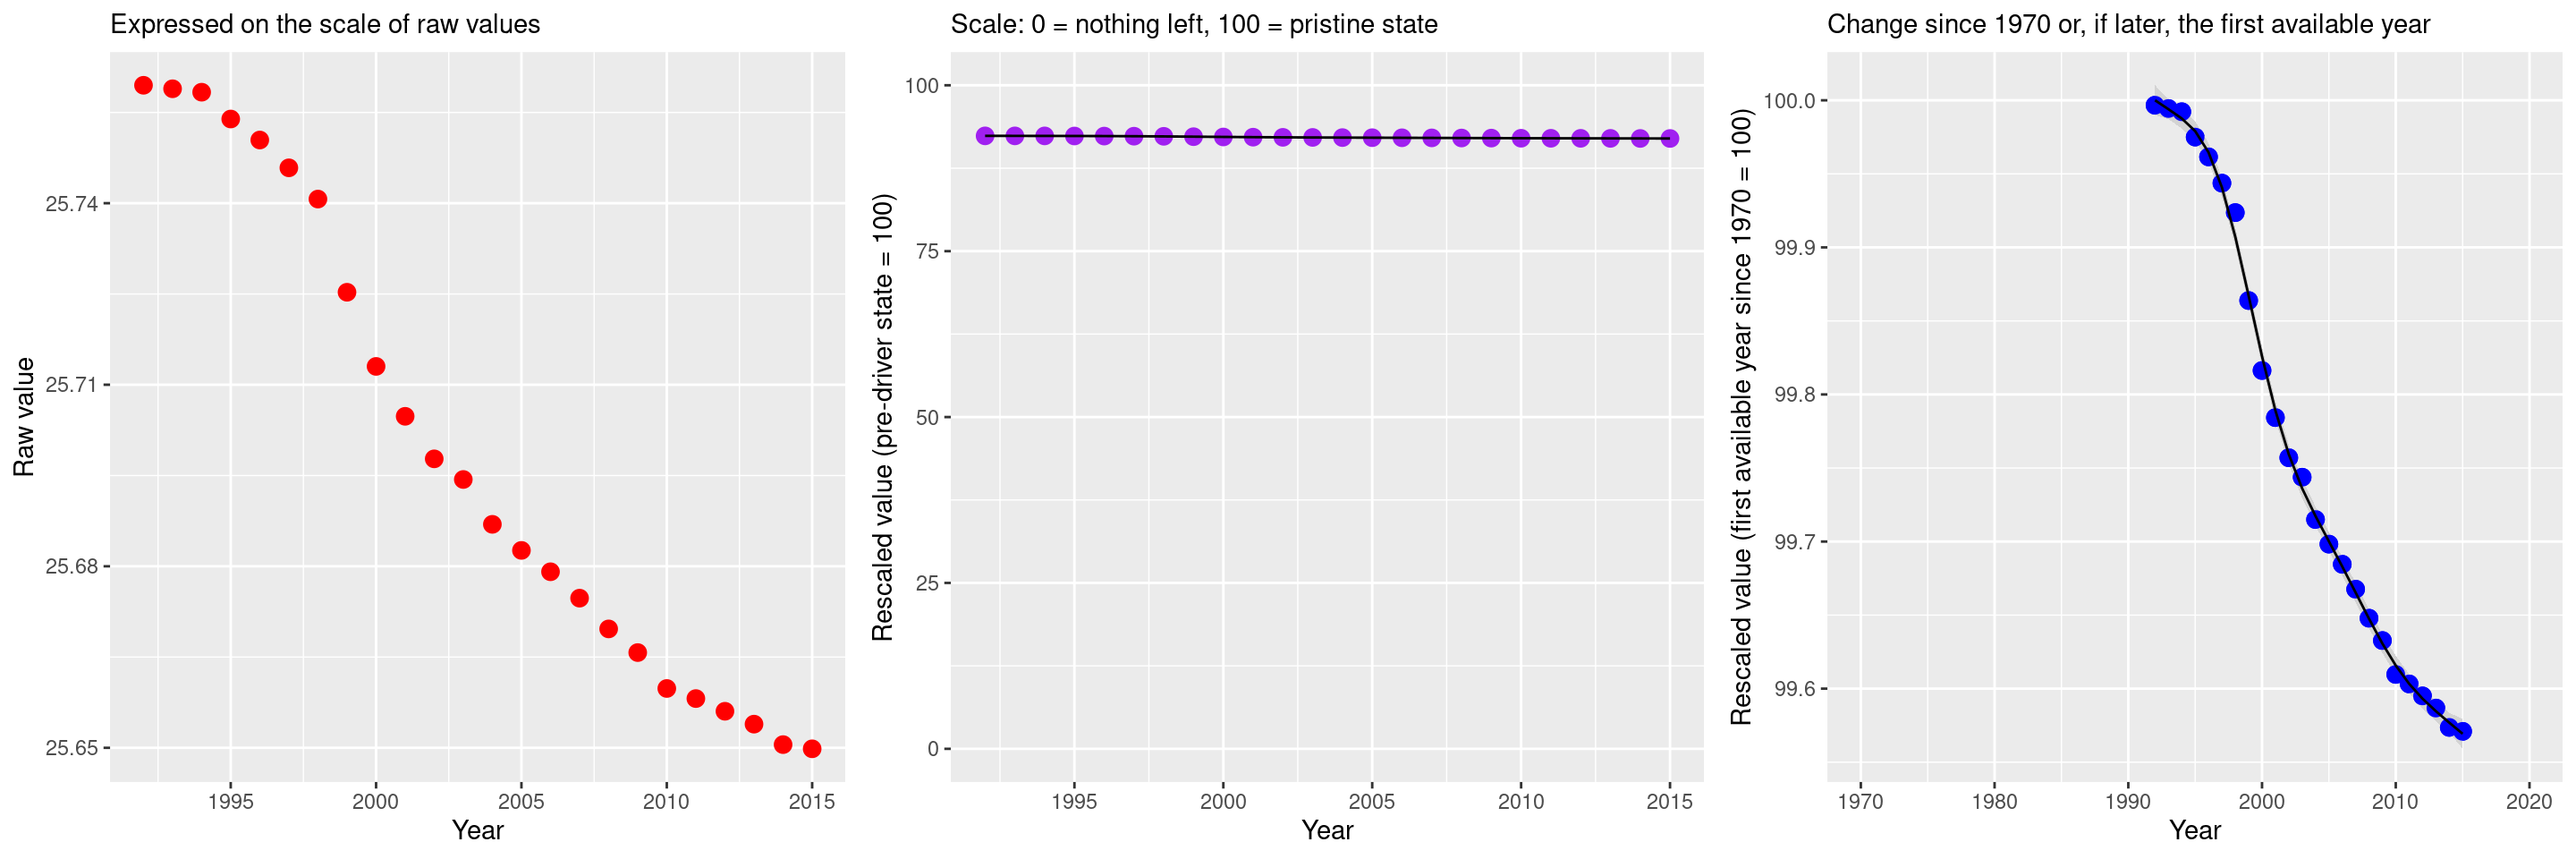 Expressed on the scale of raw values
Raw value
25.74
25.71
25.68
25.65
1995 2000 2005 2010 2015
Year
Scale: 0 = nothing left, 100 = pristine state
Rescaled value (pre-driver state = 100)
100
75
50
25
0
1995 2000 2005 2010 2015
Year
Change since 1970 or, if later, the first available year
Rescaled value (first available year since 1970 = 100)
100.0
99.9
99.8
99.7
99.6
1970 1980 1990 2000 2010 2020
Year